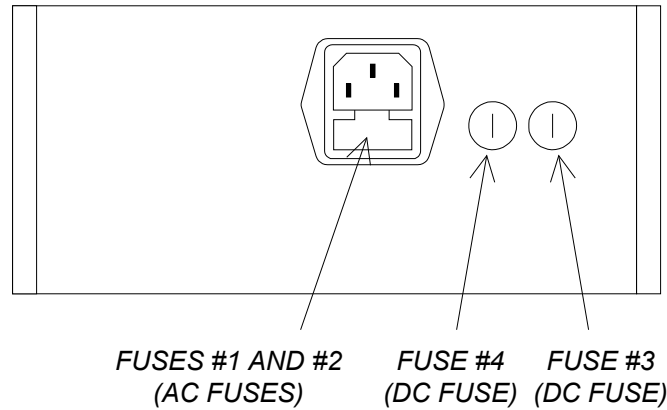 FUSES #1 AND #2
(AC FUSES)
FUSE #4
(DC FUSE)
FUSE #3
(DC FUSE)